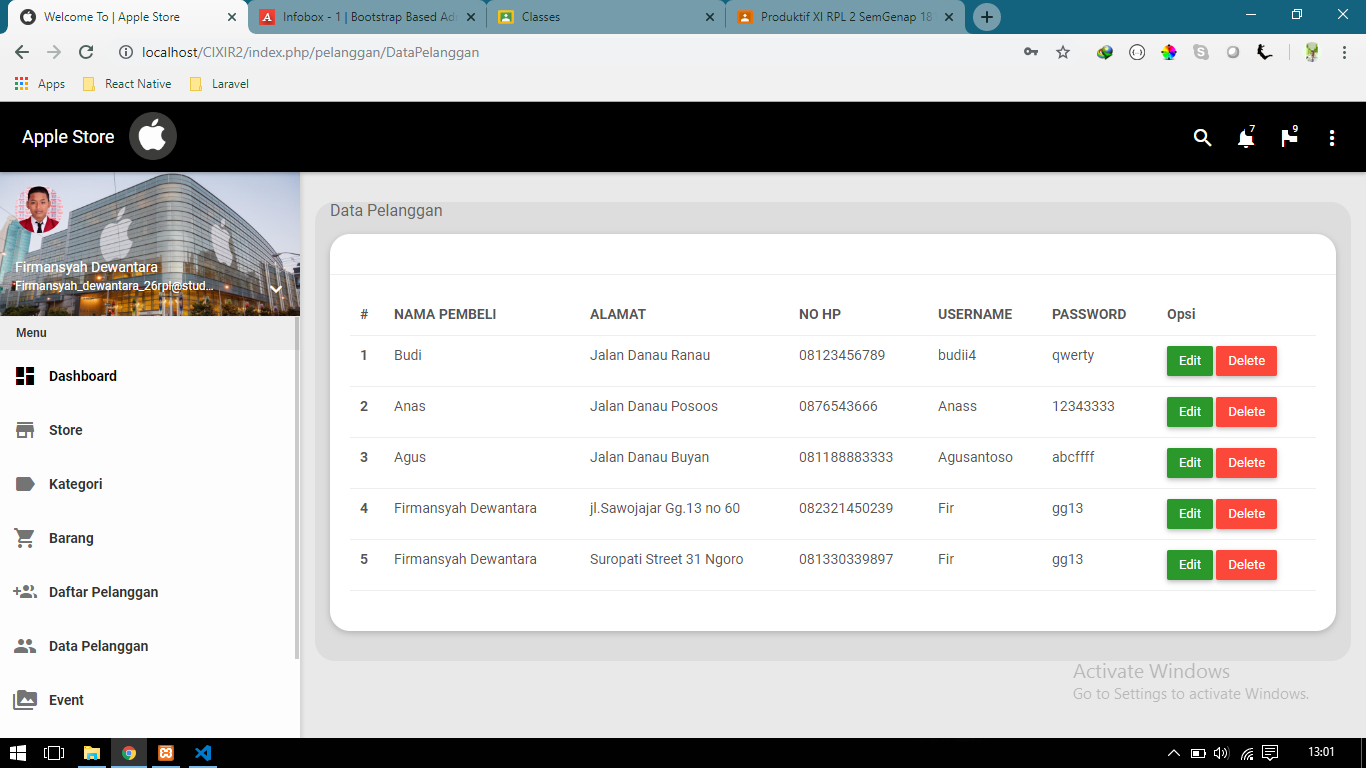 Welcome To | Apple Store
Infobox - 1 | Bootstrap Based Ad
Classes
Produktif XI RPL 2 SemGenap 18
localhost/CIXIR2/index.php/pelanggan/DataPelanggan
Apps React Native Laravel
Apple Store
7
9
Firmansyah Dewantara
Firmansyah_dewantara_26rpl@stud...
Menu
Dashboard
Store
Kategori
Barang
Daftar Pelanggan
Data Pelanggan
Event
Data Pelanggan
# NAMA PEMBELI ALAMAT NO HP USERNAME PASSWORD Opsi
1 Budi Jalan Danau Ranau 08123456789 budii4 qwerty Edit Delete
2 Anas Jalan Danau Posoos 0876543666 Anass 12343333 Edit Delete
3 Agus Jalan Danau Buyan 081188883333 Agusantoso abcffff Edit Delete
4 Firmansyah Dewantara jl.Sawojajar Gg.13 no 60 082321450239 Fir gg13 Edit Delete
5 Firmansyah Dewantara Suropati Street 31 Ngoro 081330339897 Fir gg13 Edit Delete
Activate Windows
Go to Settings to activate Windows.
13:01